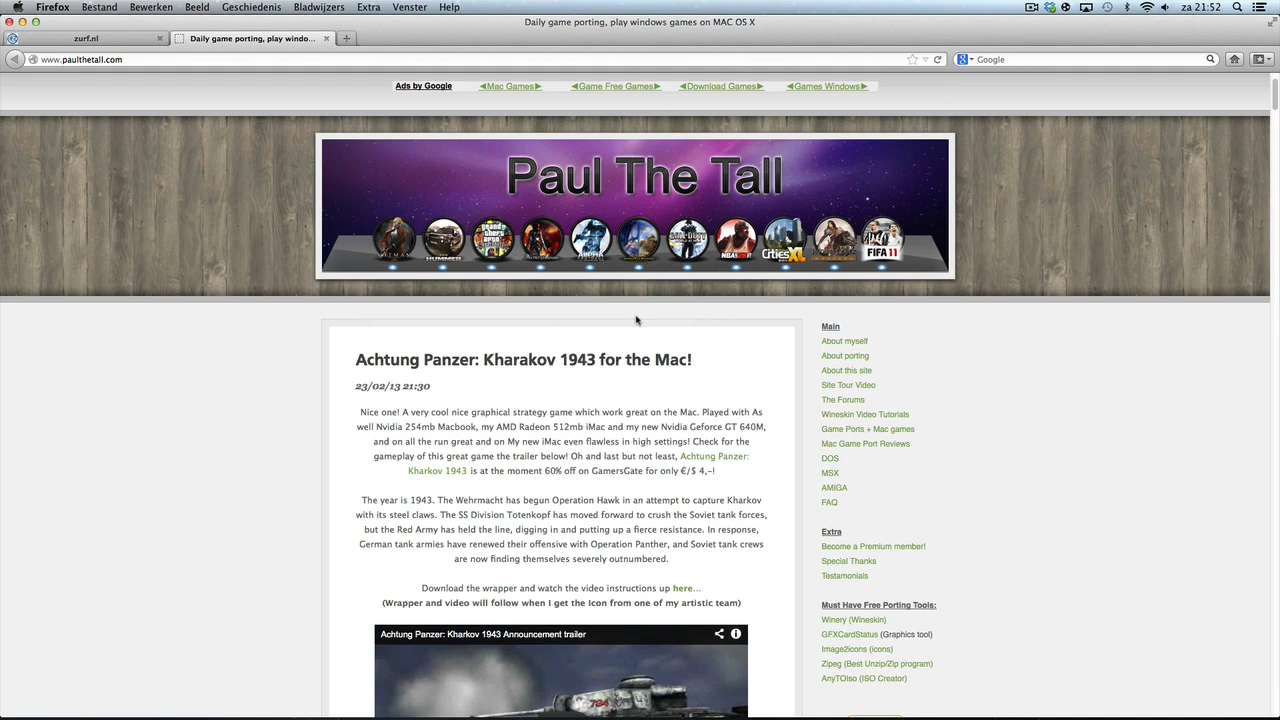 Firefox Bestand Bewerken Beeld Geschiedenis Bladwijzers Extra Venster Help za 21:52
Daily game porting, play windows games on MAC OS X
zurf.nl Daily game porting, play windo...
www.paulthetall.com Google
Ads by Google Mac Games Game Free Games Download Games Games Windows
Paul The Tall
HITMAN HUMMER grand theft auto ALPHA CALL DUTY NBA2K11 CitiesXL FIFA 11
Achtung Panzer: Kharakov 1943 for the Mac!
23/02/13 21:30
Nice one! A very cool nice graphical strategy game which work great on the Mac. Played with As
well Nvidia 254mb Macbook, my AMD Radeon 512mb iMac and my new Nvidia Geforce GT 640M,
and on all the run great and on My new iMac even flawless in high settings! Check for the
gameplay of this great game the trailer below! Oh and last but not least, Achtung Panzer:
Kharkov 1943 is at the moment 60% off on GamersGate for only €/$ 4,-!
The year is 1943. The Wehrmacht has begun Operation Hawk in an attempt to capture Kharkov
with its steel claws. The SS Division Totenkopf has moved forward to crush the Soviet tank forces,
but the Red Army has held the line, digging in and putting up a fierce resistance. In response,
German tank armies have renewed their offensive with Operation Panther, and Soviet tank crews
are now finding themselves severely outnumbered.
Download the wrapper and watch the video instructions up here...
(Wrapper and video will follow when I get the Icon from one of my artistic team)
Achtung Panzer: Kharkov 1943 Announcement trailer
Main
About myself
About porting
About this site
Site Tour Video
The Forums
Wineskin Video Tutorials
Game Ports + Mac games
Mac Game Port Reviews
DOS
MSX
AMIGA
FAQ
Extra
Become a Premium member!
Special Thanks
Testamonials
Must Have Free Porting Tools:
Winery (Wineskin)
GFXCardStatus (Graphics tool)
Image2icons (icons)
Zipeg (Best Unzip/Zip program)
AnyTOIso (ISO Creator)